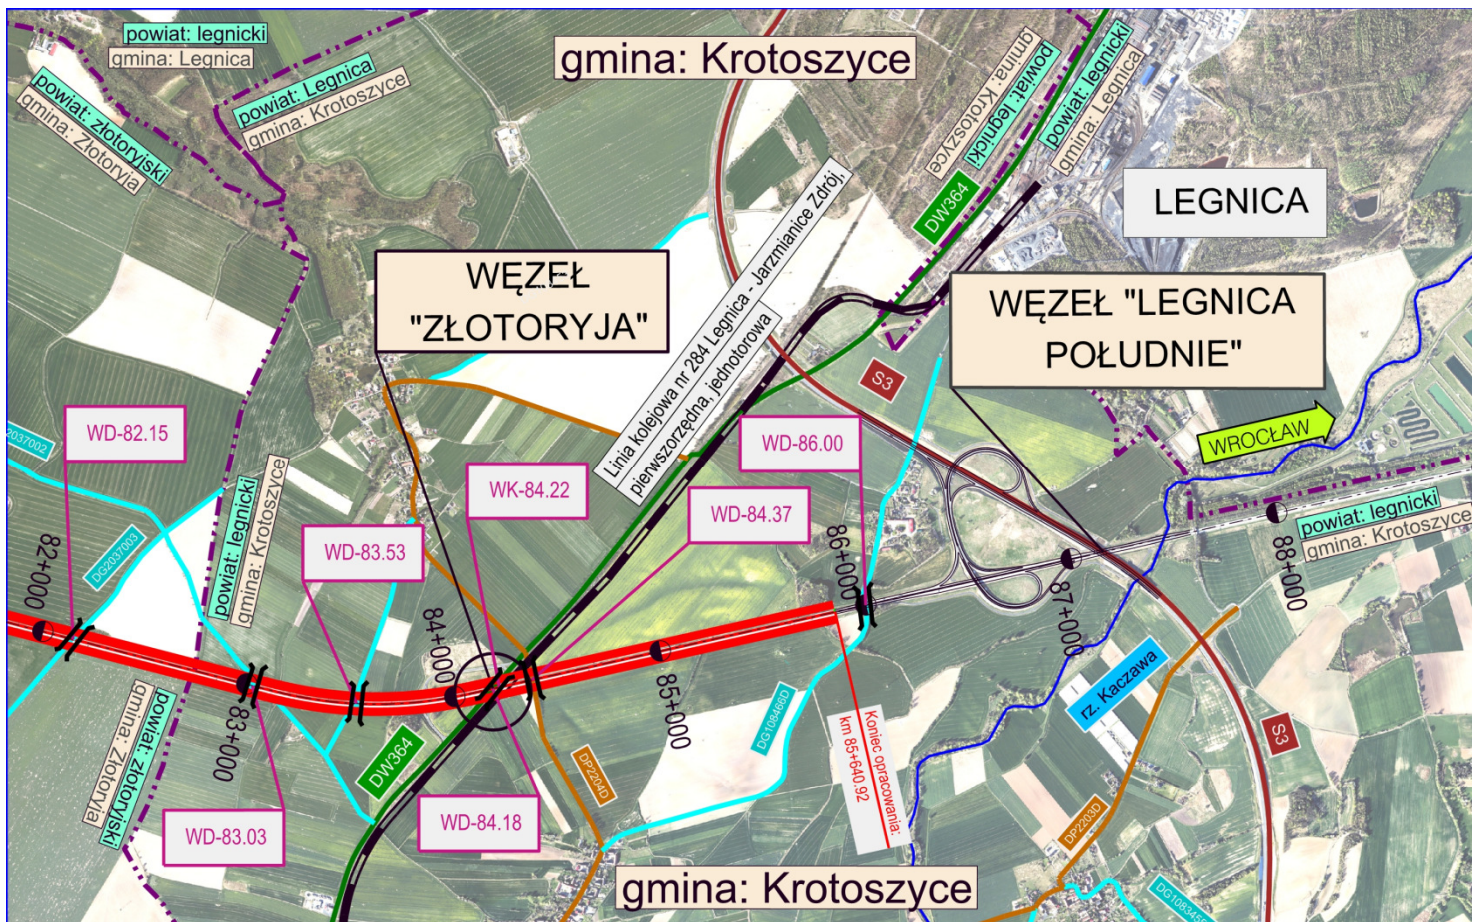 powiat: legnicki
gmina: Legnica
powiat: Legnica
gmina: Krotoszyce
powiat: złotoryjski
gmina: Złotoryja
gmina: Krotoszyce
powiat: legnicki
gmina: Krotoszyce
powiat: legnicki
gmina: Legnica
DW364
LEGNICA
WĘZEŁ
"ZŁOTORYJA"
Linia kolejowa nr 284 Legnica - Jarzmianice Zdrój,
pierwszorzędna, jednotorowa
WĘZEŁ "LEGNICA
POŁUDNIE"
S3
WROCŁAW
2037002
WD-82.15
WD-86.00
WK-84.22
WD-84.37
WD-83.53
DG2037003
powiat: legnicki
gmina: Krotoszyce
powiat: legnicki
gmina: Krotoszyce
82+000
83+000
84+000
85+000
86+000
87+000
88+000
rz. Kaczawa
powiat: złotoryjski
gmina: Złotoryja
DW364
DP2204D
DG108466D
Koniec opracowania:
km 85+640.92
S3
WD-83.03
WD-84.18
DP2203D
gmina: Krotoszyce